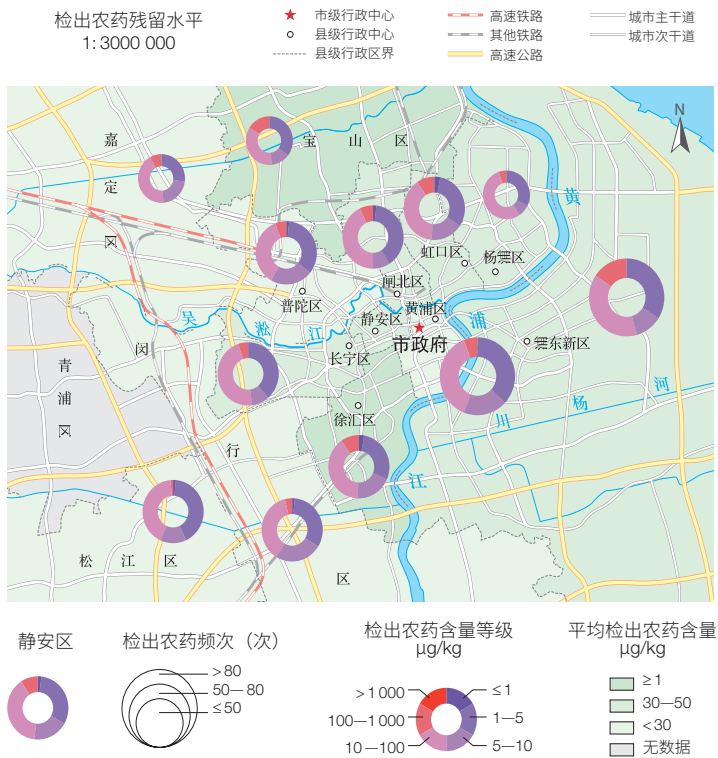 检出农药残留水平
1:3000 000
市级行政中心
县级行政中心
县级行政区界
高速铁路
其他铁路
高速公路
城市主干道
城市次干道
N
嘉
定
区
宝 山 区
黄
杨
区
虹口区
闸北区
黄浦区
普陀区
吴
淞
江
静安区
市政府
浦
东新区
长宁区
闵
青
浦
区
徐汇区
川
杨
河
行
江
松 江 区
区
静安区
检出农药频次（次）
>80
50—80
≤50
检出农药含量等级
μg/kg
>1 000
100—1 000
10—100
≤1
1—5
5—10
平均检出农药含量
μg/kg
≥1
30—50
<30
无数据